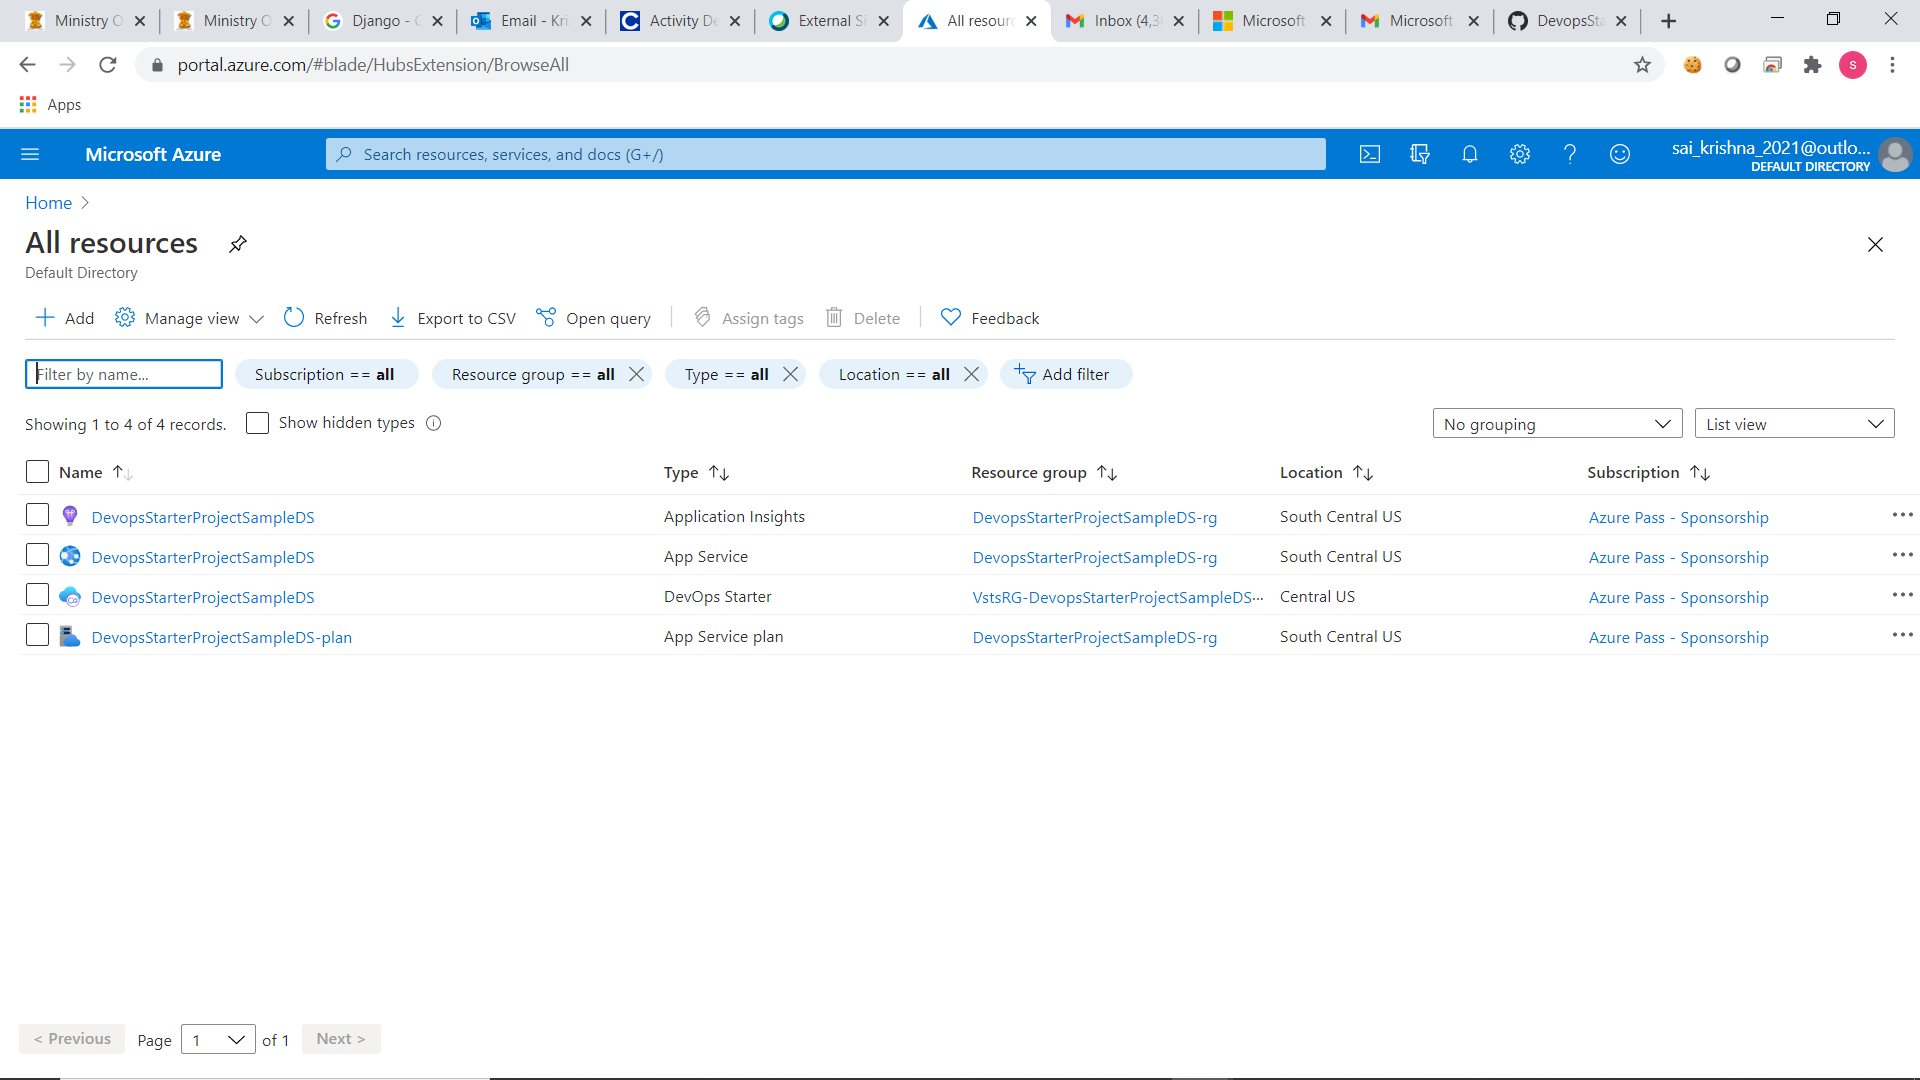 Ministry O
Ministry O
Django - G
Email - Kri
Activity De
External Si
All resourc
Inbox (4,3
Microsoft
Microsoft
DevopsSta
portal.azure.com/#blade/HubsExtension/BrowseAll
S
Apps
Microsoft Azure
Search resources, services, and docs (G+/)
sai_krishna_2021@outlo...
DEFAULT DIRECTORY
Home
All resources
Default Directory
Add
Manage view
Refresh
Export to CSV
Open query
Assign tags
Delete
Feedback
Filter by name...
Subscription == all
Resource group == all
Type == all
Location == all
Add filter
Showing 1 to 4 of 4 records.
Show hidden types
No grouping
List view
Name Type Resource group Location Subscription
DevopsStarterProjectSampleDS Application Insights DevopsStarterProjectSampleDS-rg South Central US Azure Pass - Sponsorship
DevopsStarterProjectSampleDS App Service DevopsStarterProjectSampleDS-rg South Central US Azure Pass - Sponsorship
DevopsStarterProjectSampleDS DevOps Starter VstsRG-DevopsStarterProjectSampleDS... Central US Azure Pass - Sponsorship
DevopsStarterProjectSampleDS-plan App Service plan DevopsStarterProjectSampleDS-rg South Central US Azure Pass - Sponsorship
< Previous Page 1 of 1 Next >